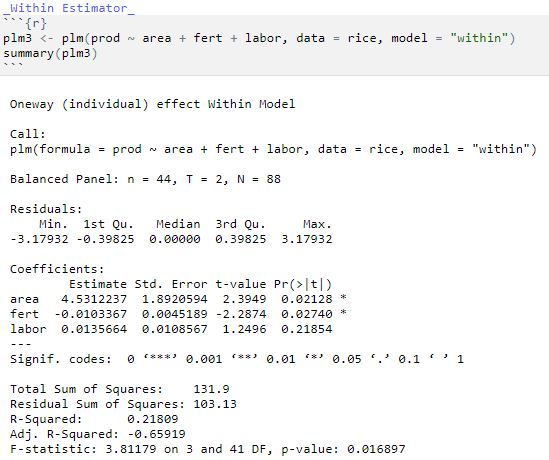 _Within Estimator_
```{r}
plm3 <- plm(prod ~ area + fert + labor, data = rice, model = "within")
summary(plm3)
```
Oneway (individual) effect Within Model
Call:
plm(formula = prod ~ area + fert + labor, data = rice, model = "within")
Balanced Panel: n = 44, T = 2, N = 88
Residuals:
    Min.  1st Qu.   Median  3rd Qu.     Max.
-3.17932 -0.39825  0.00000  0.39825  3.17932
Coefficients:
        Estimate Std. Error t-value Pr(>|t|)
area   4.5312237  1.8920594  2.3949  0.02128 *
fert  -0.0103367  0.0045189 -2.2874  0.02740 *
labor  0.0135664  0.0108567  1.2496  0.21854
---
Signif. codes:  0 ‘***’ 0.001 ‘**’ 0.01 ‘*’ 0.05 ‘.’ 0.1 ‘ ’ 1
Total Sum of Squares:    131.9
Residual Sum of Squares: 103.13
R-Squared:      0.21809
Adj. R-Squared: -0.65919
F-statistic: 3.81179 on 3 and 41 DF, p-value: 0.016897